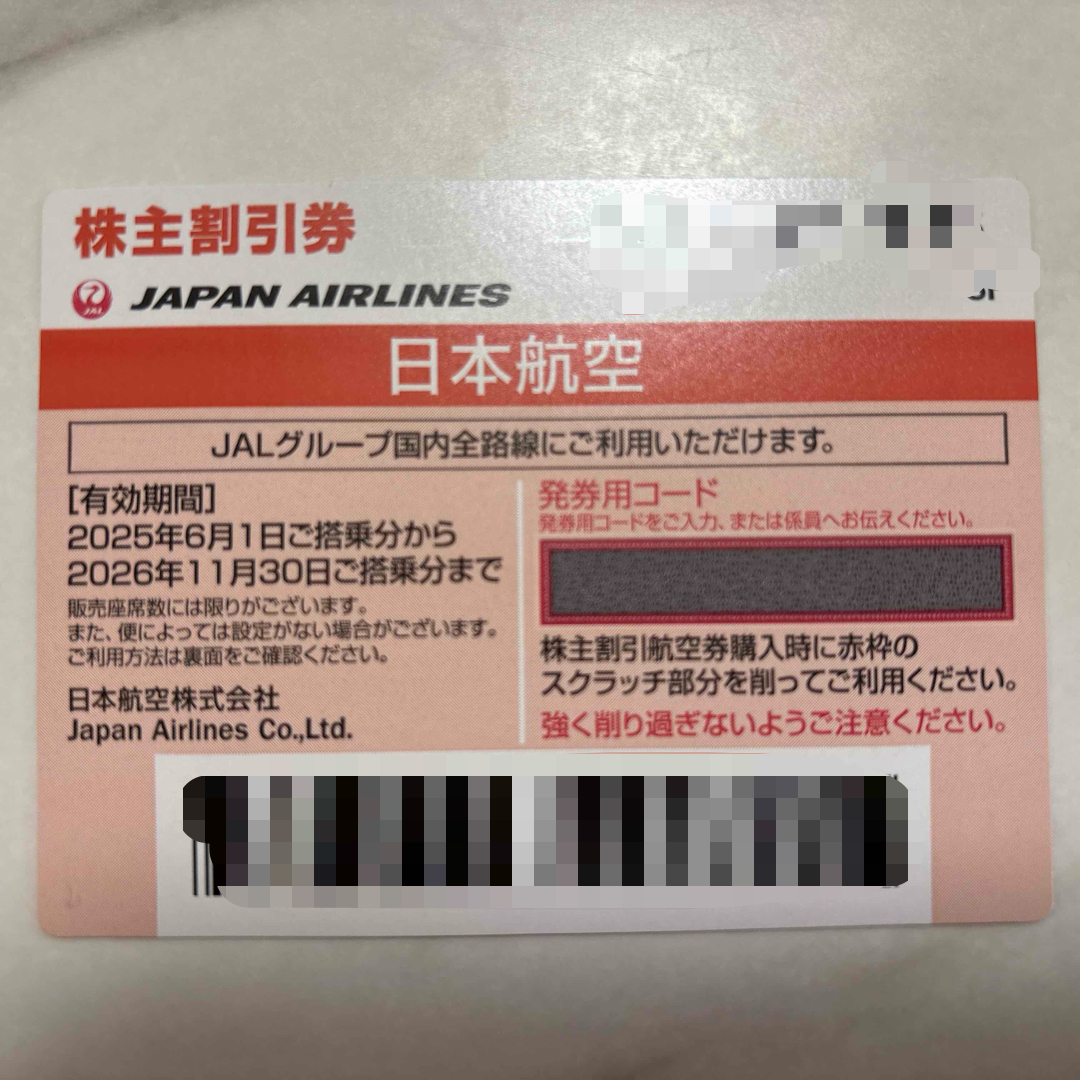 株主割引券
JAL JAPAN AIRLINES
日本航空
JALグループ国内全路線にご利用いただけます。
[有効期間]
2025年6月1日ご搭乗分から
2026年11月30日ご搭乗分まで
販売座席数には限りがございます。
また、便によっては設定がない場合がございます。
ご利用方法は裏面をご確認ください。
日本航空株式会社
Japan Airlines Co.,Ltd.
発券用コード
発券用コードをご入力、または係員へお伝えください。
株主割引航空券購入時に赤枠の
スクラッチ部分を削ってご利用ください。
強く削り過ぎないようご注意ください。